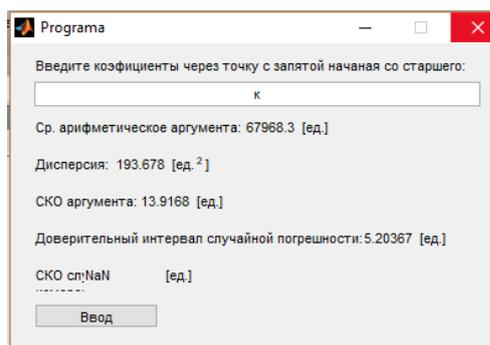 Programa
Введите коэфициенты через точку с запятой начаная со старшего:
к
Ср. арифметическое аргумента: 67968.3 [ед.]
Дисперсия: 193.678 [ед.²]
СКО аргумента: 13.9168 [ед.]
Доверительный интервал случайной погрешности: 5.20367 [ед.]
СКО NaN [ед.]
Ввод